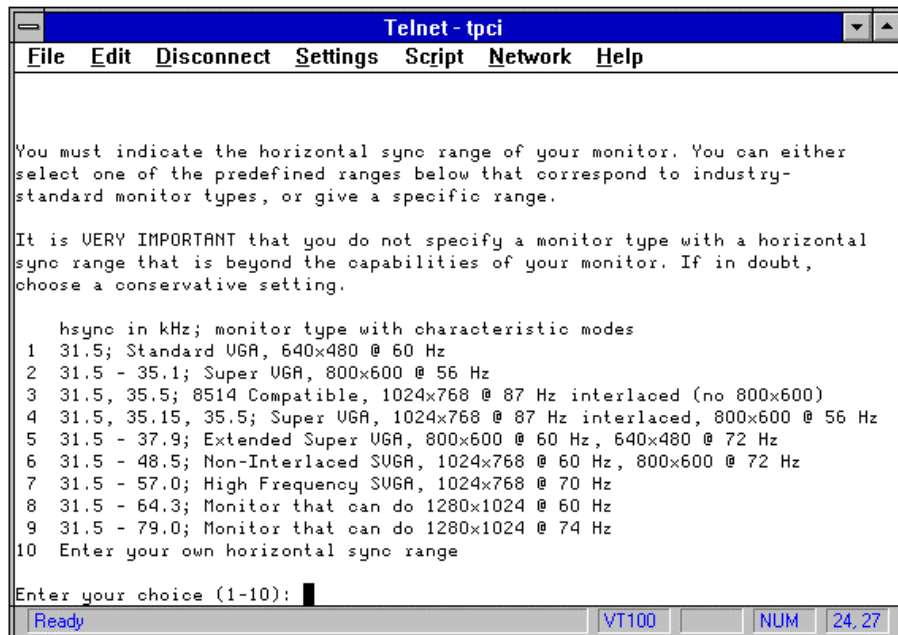 Telnet - tpci
File Edit Disconnect Settings Script Network Help
You must indicate the horizontal sync range of your monitor. You can either
select one of the predefined ranges below that correspond to industry-
standard monitor types, or give a specific range.
It is VERY IMPORTANT that you do not specify a monitor type with a horizontal
sync range that is beyond the capabilities of your monitor. If in doubt,
choose a conservative setting.
hsync in kHz; monitor type with characteristic modes
1 31.5; Standard VGA, 640x480 @ 60 Hz
2 31.5 - 35.1; Super VGA, 800x600 @ 56 Hz
3 31.5, 35.5; 8514 Compatible, 1024x768 @ 87 Hz interlaced (no 800x600)
4 31.5, 35.15, 35.5; Super VGA, 1024x768 @ 87 Hz interlaced, 800x600 @ 56 Hz
5 31.5 - 37.9; Extended Super VGA, 800x600 @ 60 Hz, 640x480 @ 72 Hz
6 31.5 - 48.5; Non-Interlaced SVGA, 1024x768 @ 60 Hz, 800x600 @ 72 Hz
7 31.5 - 57.0; High Frequency SVGA, 1024x768 @ 70 Hz
8 31.5 - 64.3; Monitor that can do 1280x1024 @ 60 Hz
9 31.5 - 79.0; Monitor that can do 1280x1024 @ 74 Hz
10 Enter your own horizontal sync range
Enter your choice (1-10):
Ready VT100 NUM 24, 27